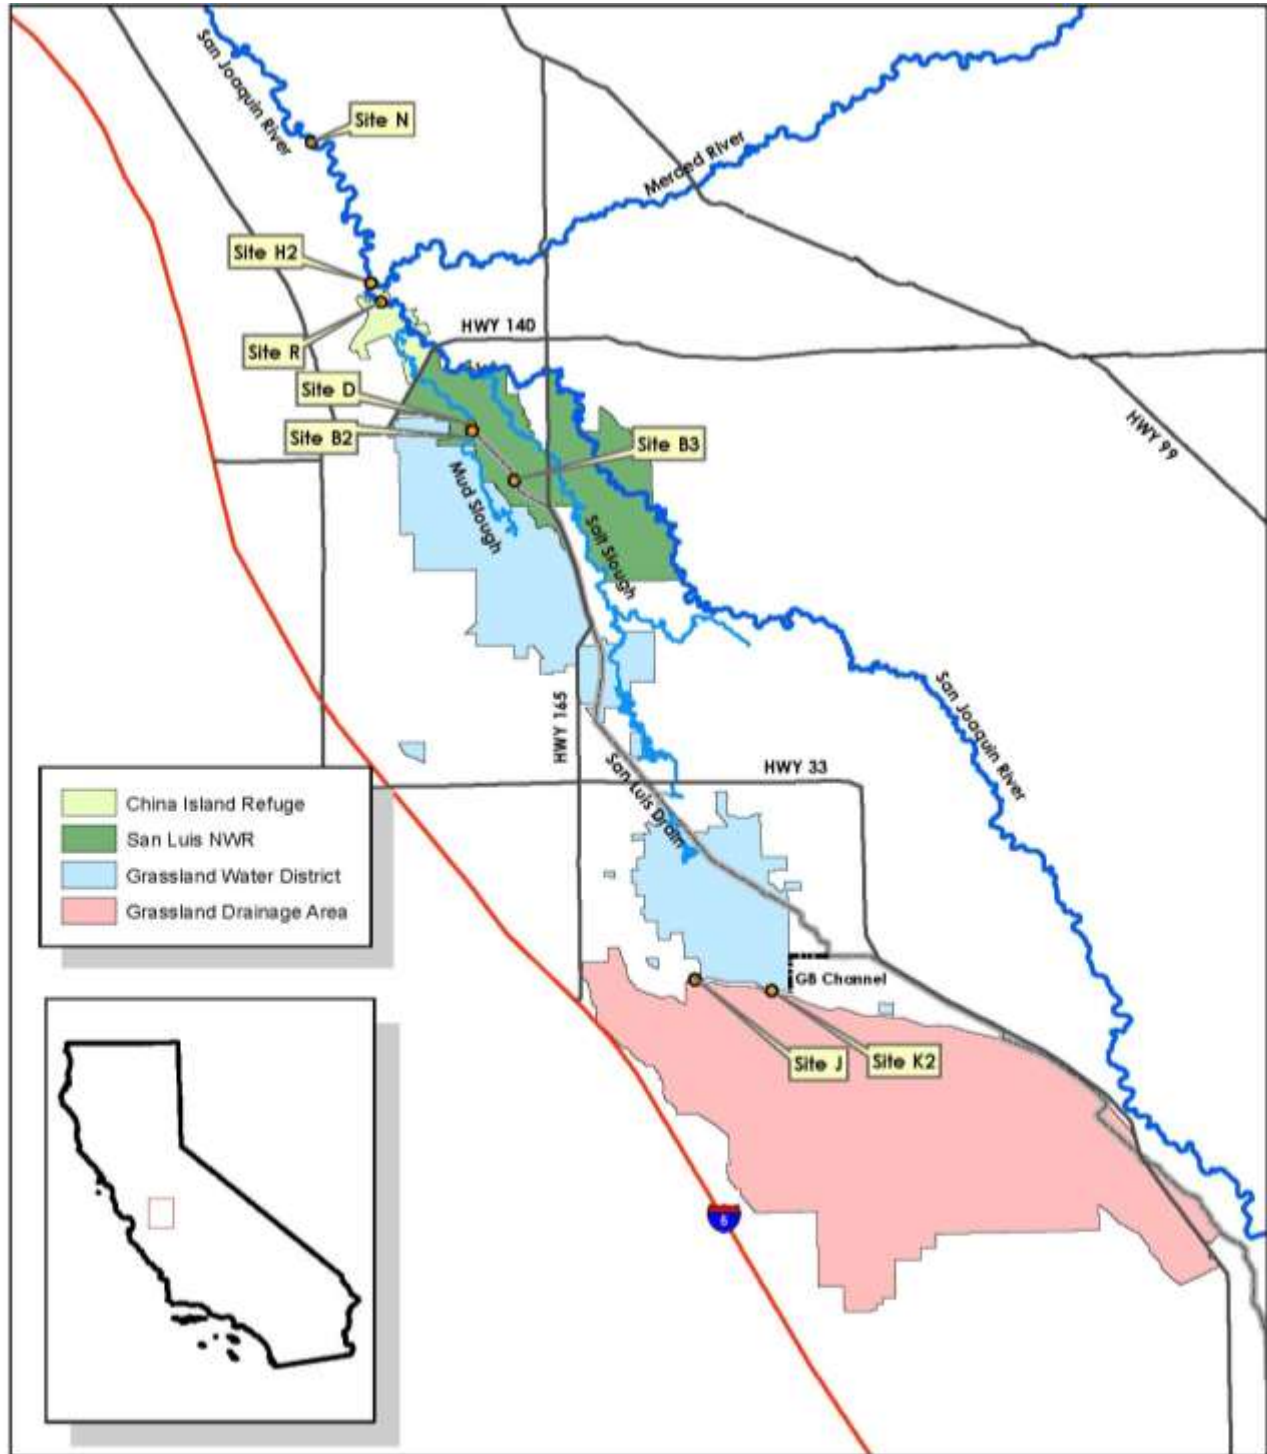 San Joaquin River
Site N
Merced River
Site H2
HWY 140
Site R
Site D
Site B2
Site B3
HWY 99
Mud Slough
Salt Slough
San Joaquin River
HWY 165
San Luis Drain
HWY 33
China Island Refuge
San Luis NWR
Grassland Water District
Grassland Drainage Area
GB Channel
Site J
Site K2